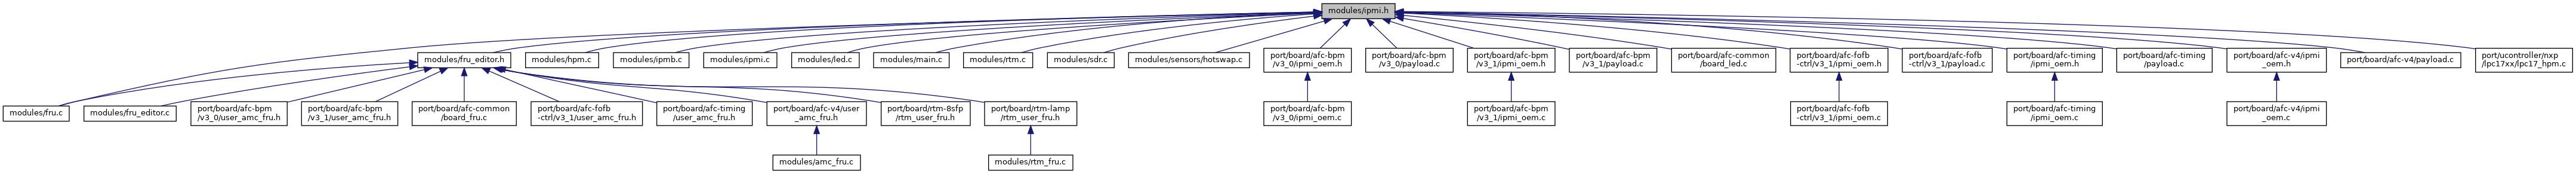 modules/ipmi.h
modules/fru_editor.h
modules/hpm.c
modules/ipmb.c
modules/ipmi.c
modules/led.c
modules/main.c
modules/rtm.c
modules/sdr.c
modules/sensors/hotswap.c
port/board/afc-bpm
/v3_0/ipmi_oem.h
port/board/afc-bpm
/v3_0/payload.c
port/board/afc-bpm
/v3_1/ipmi_oem.h
port/board/afc-bpm
/v3_1/payload.c
port/board/afc-common
/board_led.c
port/board/afc-fofb
-ctrl/v3_1/ipmi_oem.h
port/board/afc-fofb
-ctrl/v3_1/payload.c
port/board/afc-timing
/ipmi_oem.h
port/board/afc-timing
/payload.c
port/board/afc-v4/ipmi
_oem.h
port/board/afc-v4/payload.c
port/ucontroller/nxp
/lpc17xx/lpc17_hpm.c
modules/fru.c
modules/fru_editor.c
port/board/afc-bpm
/v3_0/user_amc_fru.h
port/board/afc-bpm
/v3_1/user_amc_fru.h
port/board/afc-common
/board_fru.c
port/board/afc-fofb
-ctrl/v3_1/user_amc_fru.h
port/board/afc-timing
/user_amc_fru.h
port/board/afc-v4/user
_amc_fru.h
port/board/rtm-8sfp
/rtm_user_fru.h
port/board/rtm-lamp
/rtm_user_fru.h
port/board/afc-bpm
/v3_0/ipmi_oem.c
port/board/afc-bpm
/v3_1/ipmi_oem.c
port/board/afc-fofb
-ctrl/v3_1/ipmi_oem.c
port/board/afc-timing
/ipmi_oem.c
port/board/afc-v4/ipmi
_oem.c
modules/amc_fru.c
modules/rtm_fru.c